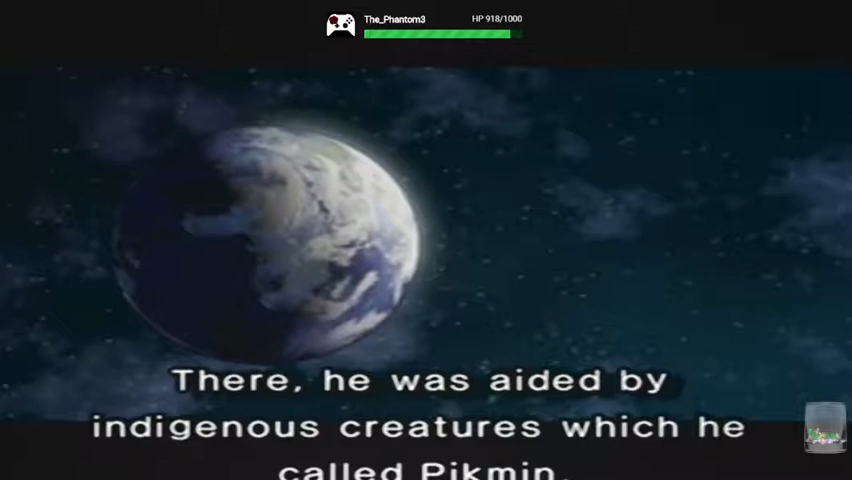 The_Phantom3
HP 918/1000
There, he was aided by
indigenous creatures which he
called Pikmin.